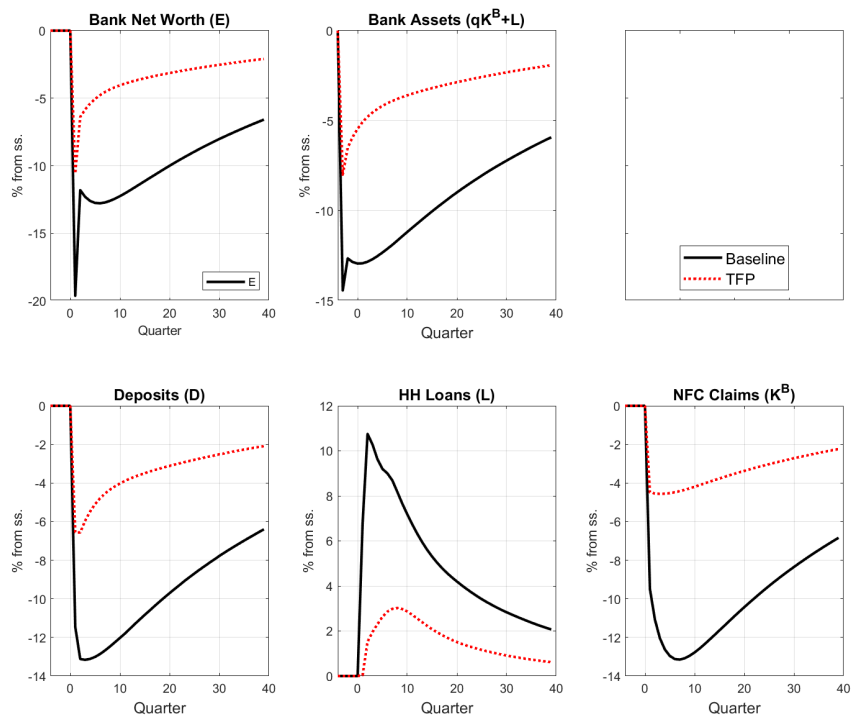 Bank Net Worth (E)
% from ss.
0
-5
-10
-15
-20
E
0 10 20 30 40
Quarter
Bank Assets (qK^B+L)
% from ss.
0
-5
-10
-15
0 10 20 30 40
Quarter
Baseline
TFP
Deposits (D)
% from ss.
0
-2
-4
-6
-8
-10
-12
-14
0 10 20 30 40
Quarter
HH Loans (L)
% from ss.
12
10
8
6
4
2
0
0 10 20 30 40
Quarter
NFC Claims (K^B)
% from ss.
0
-2
-4
-6
-8
-10
-12
-14
0 10 20 30 40
Quarter